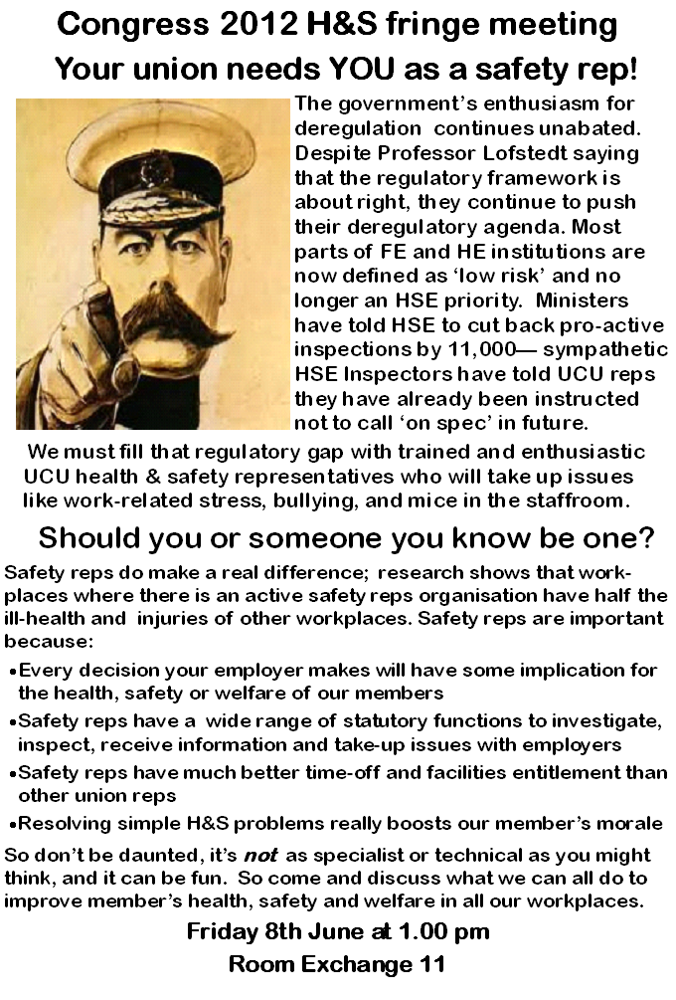 Congress 2012 H&S fringe meeting
Your union needs YOU as a safety rep!
The government's enthusiasm for
deregulation continues unabated.
Despite Professor Lofstedt saying
that the regulatory framework is
about right, they continue to push
their deregulatory agenda. Most
parts of FE and HE institutions are
now defined as 'low risk' and no
longer an HSE priority. Ministers
have told HSE to cut back pro-active
inspections by 11,000— sympathetic
HSE Inspectors have told UCU reps
they have already been instructed
not to call 'on spec' in future.
We must fill that regulatory gap with trained and enthusiastic
UCU health & safety representatives who will take up issues
like work-related stress, bullying, and mice in the staffroom.
Should you or someone you know be one?
Safety reps do make a real difference; research shows that work-
places where there is an active safety reps organisation have half the
ill-health and injuries of other workplaces. Safety reps are important
because:
•Every decision your employer makes will have some implication for
the health, safety or welfare of our members
•Safety reps have a wide range of statutory functions to investigate,
inspect, receive information and take-up issues with employers
•Safety reps have much better time-off and facilities entitlement than
other union reps
•Resolving simple H&S problems really boosts our member's morale
So don't be daunted, it's not as specialist or technical as you might
think, and it can be fun. So come and discuss what we can all do to
improve member's health, safety and welfare in all our workplaces.
Friday 8th June at 1.00 pm
Room Exchange 11